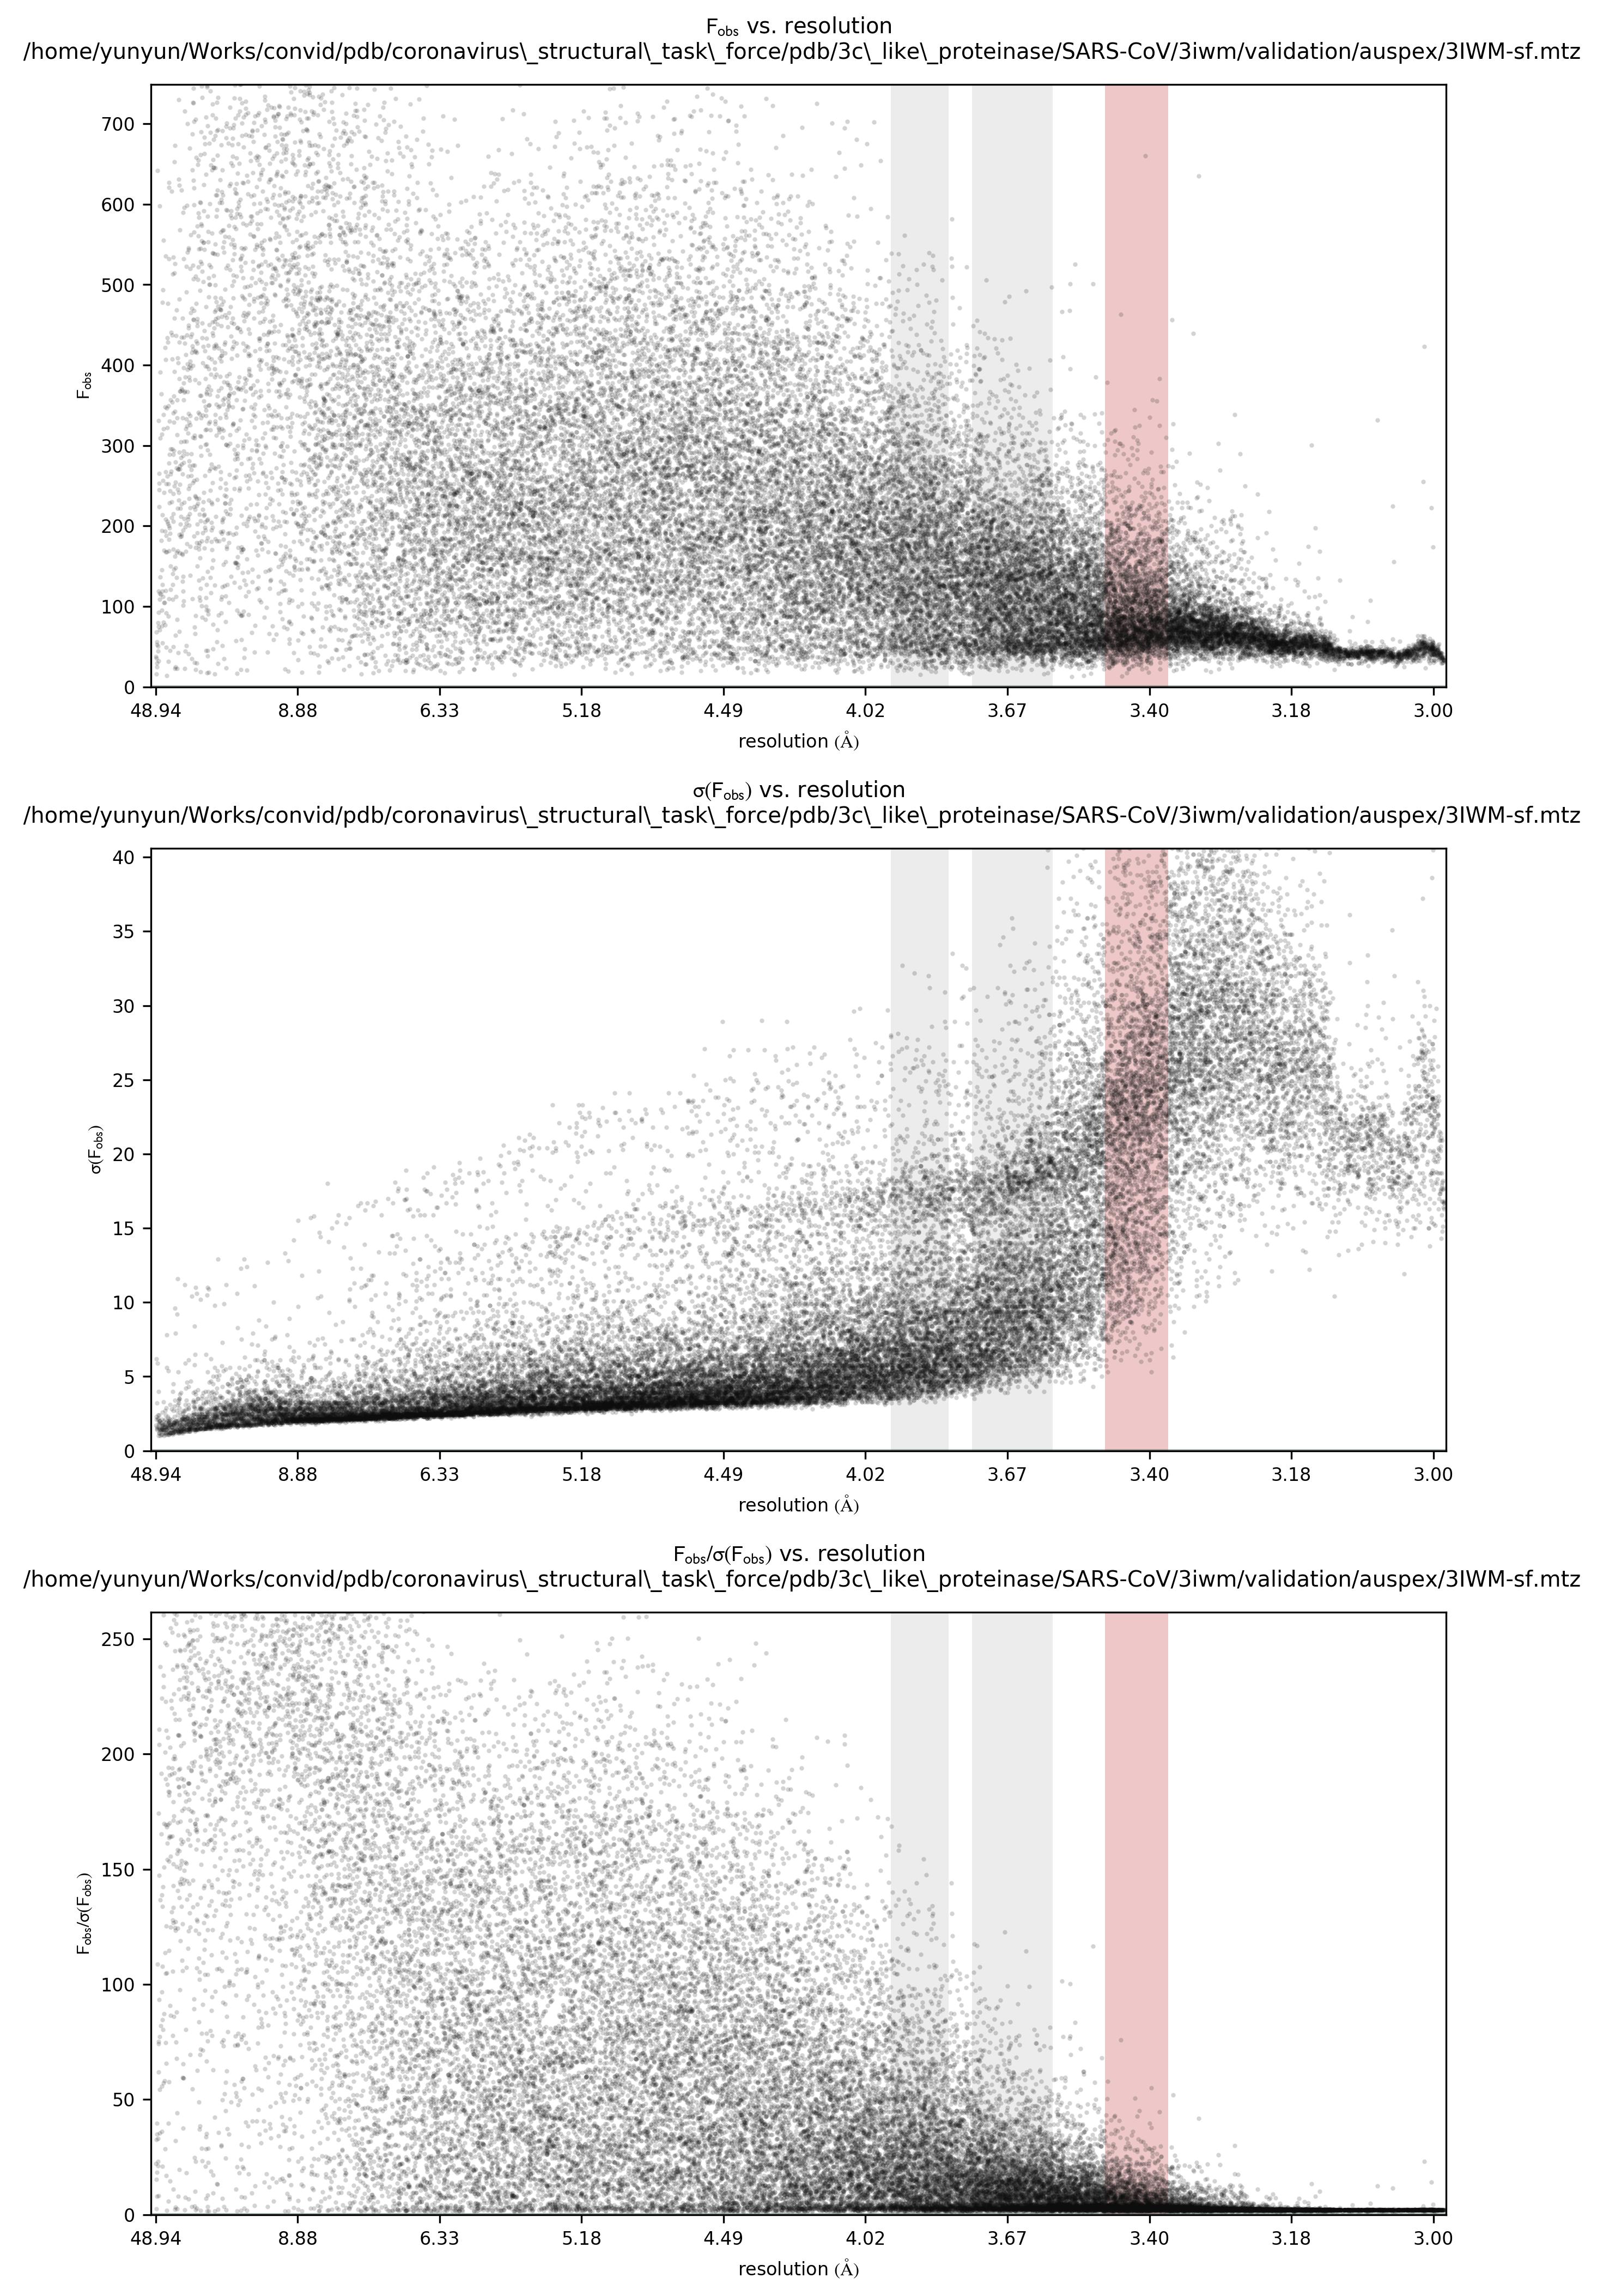 Fobs vs. resolution
/home/yunyun/Works/convid/pdb/coronavirus\_structural\_task\_force/pdb/3c\_like\_proteinase/SARS-CoV/3iwm/validation/auspex/3IWM-sf.mtz
700
600
500
400
300
200
100
0
Fobs
48.94 8.88 6.33 5.18 4.49 4.02 3.67 3.40 3.18 3.00
resolution (Å)
σ(Fobs) vs. resolution
/home/yunyun/Works/convid/pdb/coronavirus\_structural\_task\_force/pdb/3c\_like\_proteinase/SARS-CoV/3iwm/validation/auspex/3IWM-sf.mtz
40
35
30
25
20
15
10
5
0
σ(Fobs)
48.94 8.88 6.33 5.18 4.49 4.02 3.67 3.40 3.18 3.00
resolution (Å)
Fobs/σ(Fobs) vs. resolution
/home/yunyun/Works/convid/pdb/coronavirus\_structural\_task\_force/pdb/3c\_like\_proteinase/SARS-CoV/3iwm/validation/auspex/3IWM-sf.mtz
250
200
150
100
50
0
Fobs/σ(Fobs)
48.94 8.88 6.33 5.18 4.49 4.02 3.67 3.40 3.18 3.00
resolution (Å)